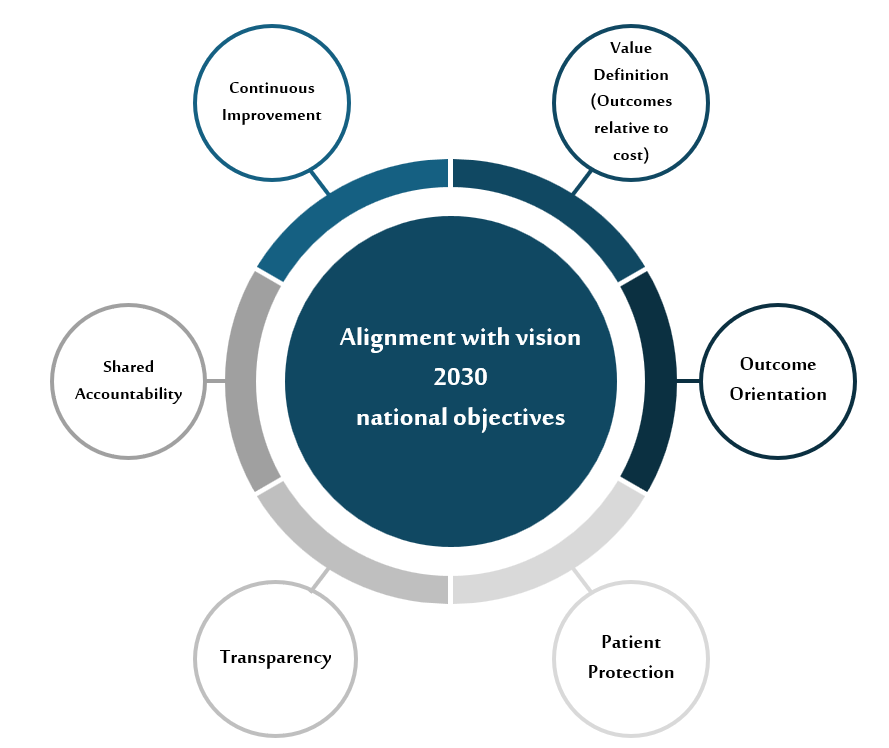 Continuous
Improvement
Value
Definition
(Outcomes
relative to
cost)
Alignment with vision
2030
national objectives
Shared
Accountability
Outcome
Orientation
Transparency
Patient
Protection